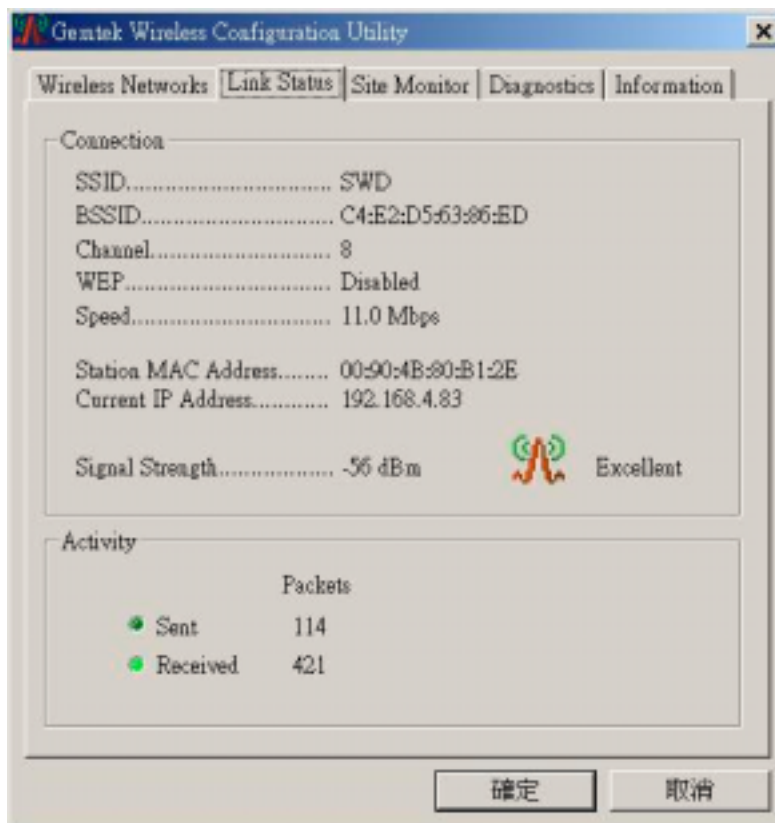 Gemtek Wireless Configuration Utility
Wireless Networks Link Status Site Monitor Diagnostics Information
Connection
SSID................................ SWD
BSSID.............................. C4:E2:D5:63:86:ED
Channel............................. 8
WEP................................. Disabled
Speed............................... 11.0 Mbps
Station MAC Address........ 00:90:4B:80:B1:2E
Current IP Address............ 192.168.4.83
Signal Strength.................. -56 dBm Excellent
Activity
Packets
Sent 114
Received 421
確定 取消